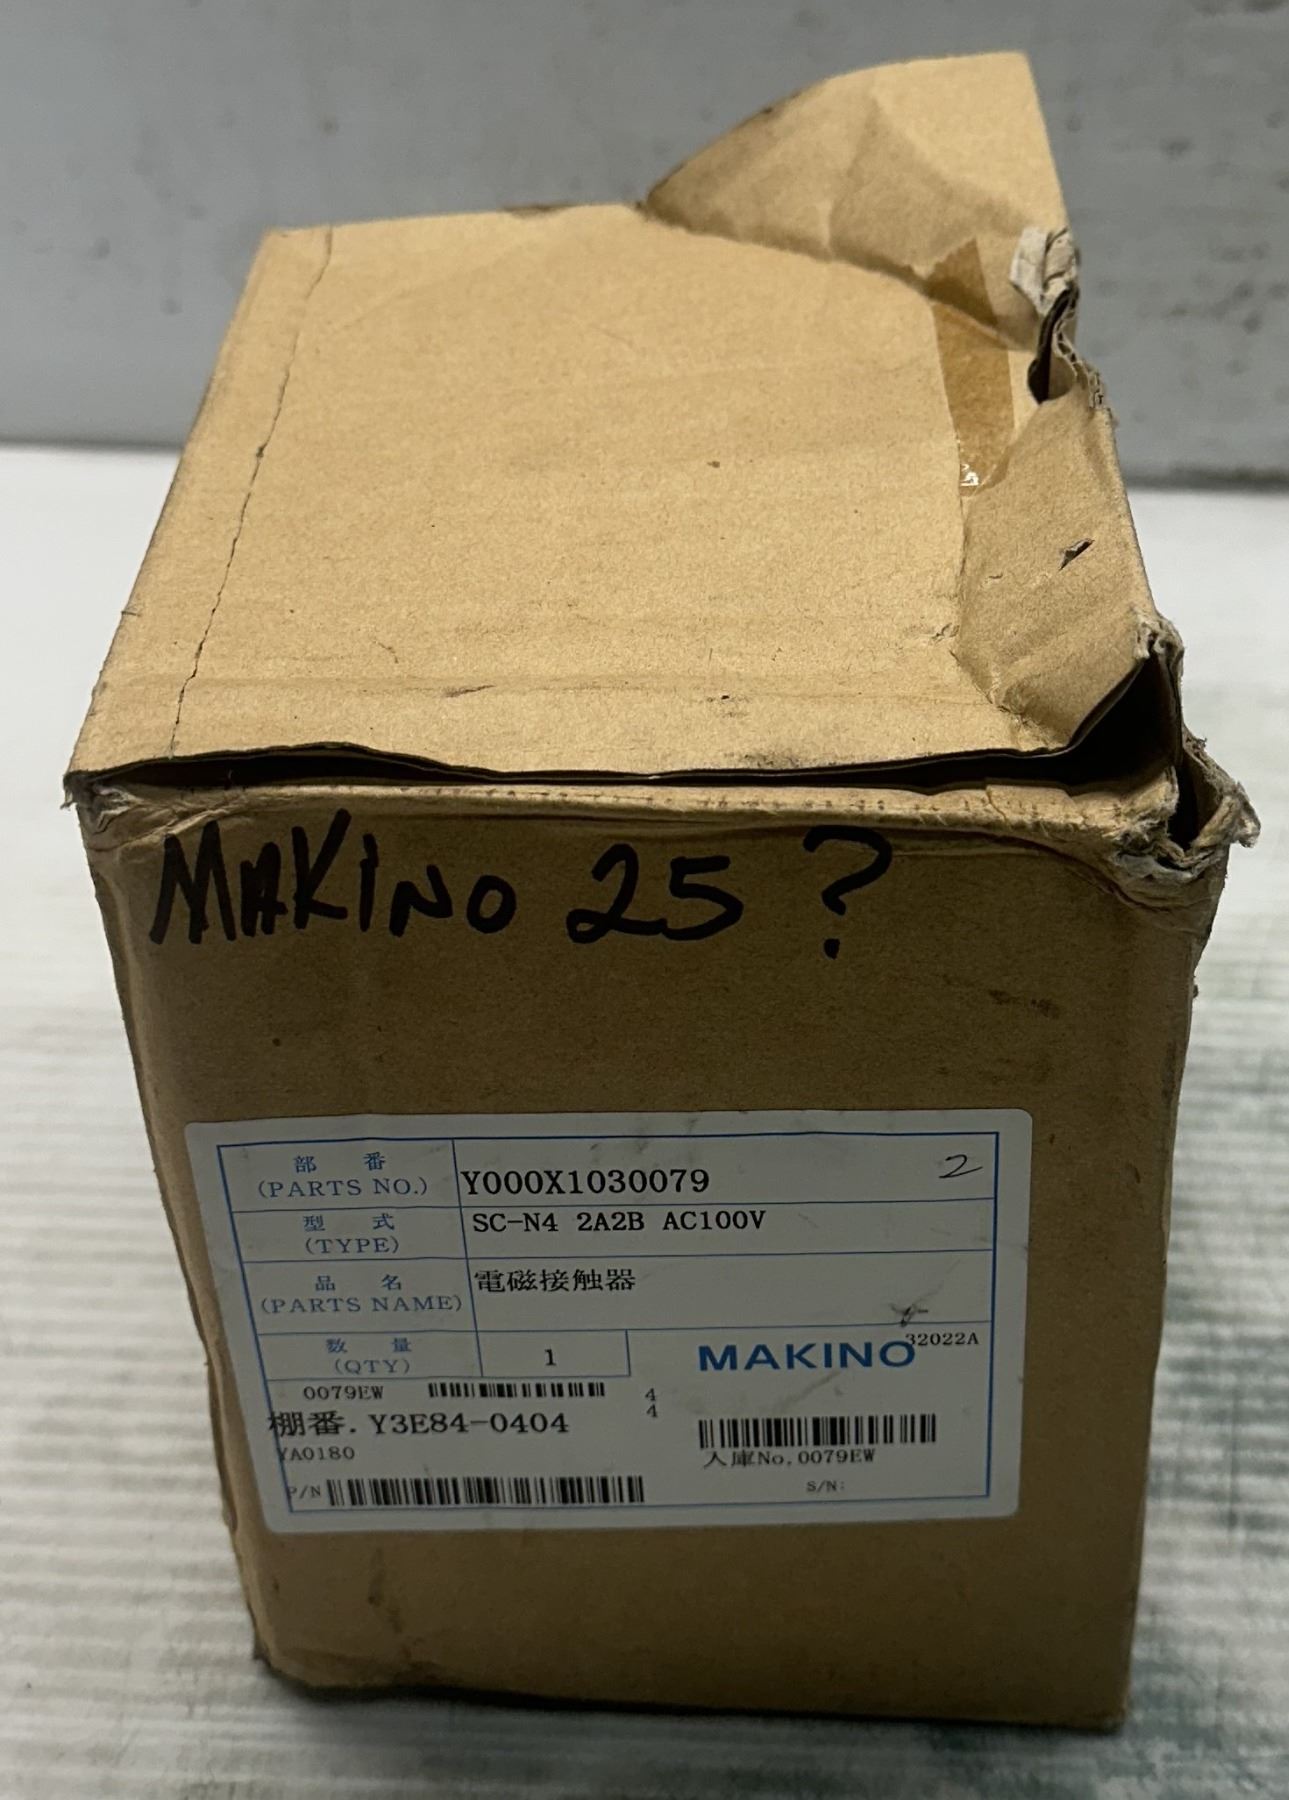 MAKINO 25 ?
部 番 (PARTS NO.) Y000X1030079 2
型 式 (TYPE) SC-N4 2A2B AC100V
品 名 (PARTS NAME) 電磁接触器
数 量 (QTY) 1 MAKINO 32022A
0079EW 4
4
棚番. Y3E84-0404
YA0180 入庫No. 0079EW
P/N S/N: